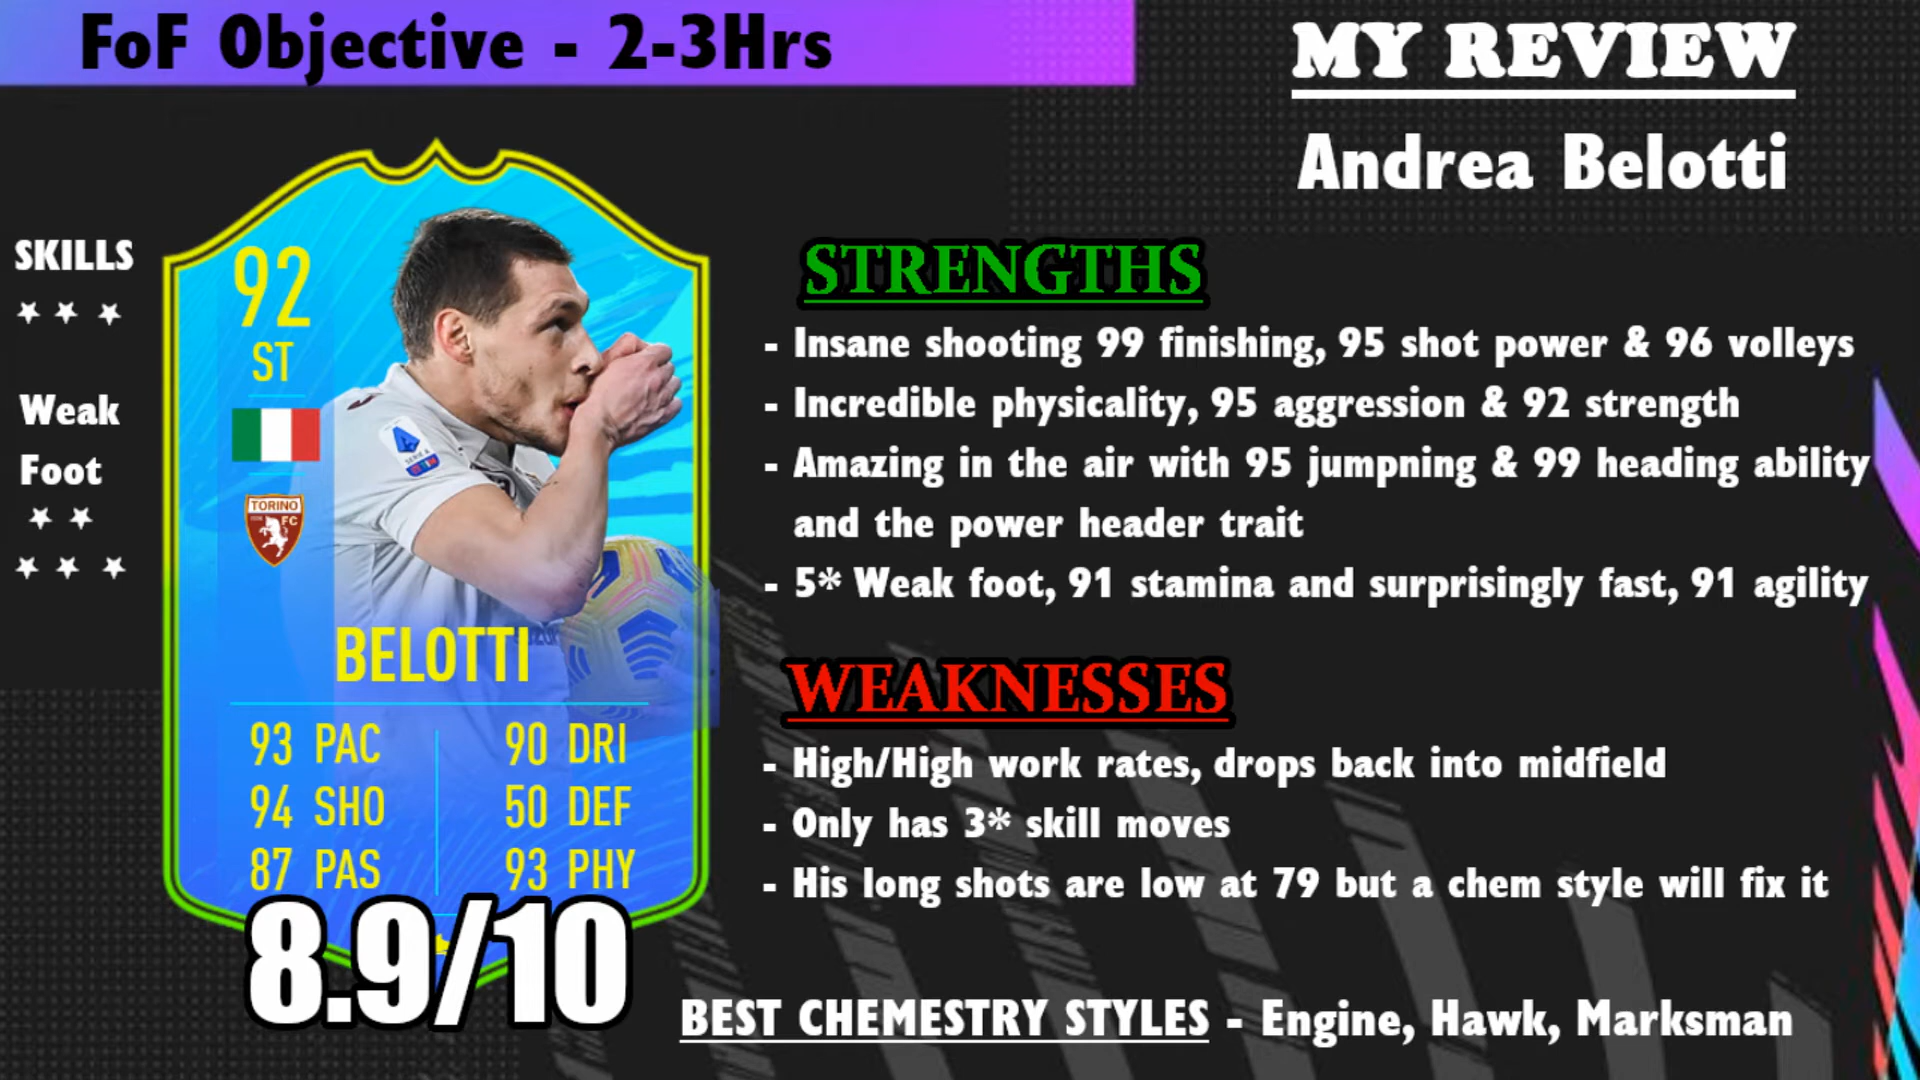 FoF Objective - 2-3Hrs
MY REVIEW
Andrea Belotti
SKILLS
Weak
Foot
92
ST
TORINO
FC
SERIE A
BELOTTI
93 PAC
94 SHO
87 PAS
90 DRI
50 DEF
93 PHY
8.9/10
STRENGTHS
- Insane shooting 99 finishing, 95 shot power & 96 volleys
- Incredible physicality, 95 aggression & 92 strength
- Amazing in the air with 95 jumpning & 99 heading ability
and the power header trait
- 5* Weak foot, 91 stamina and surprisingly fast, 91 agility
WEAKNESSES
- High/High work rates, drops back into midfield
- Only has 3* skill moves
- His long shots are low at 79 but a chem style will fix it
BEST CHEMESTRY STYLES - Engine, Hawk, Marksman